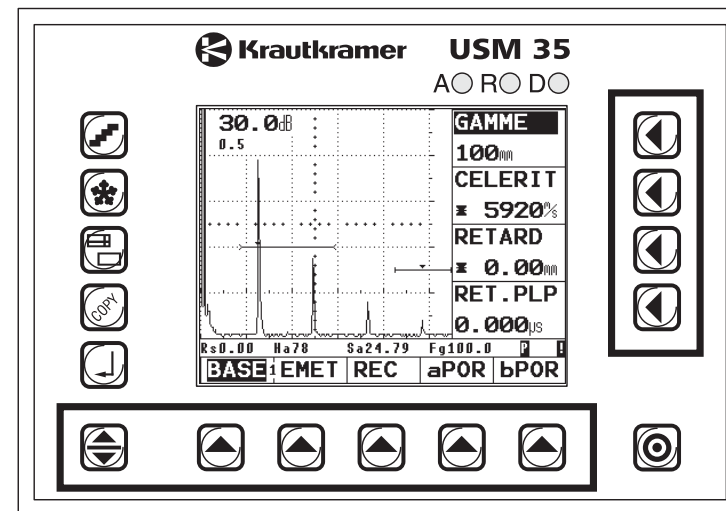 Krautkramer USM 35
A R D
30.0dB
0.5
GAMME
100mm
CELERIT
5920m/s
RETARD
0.00mm
RET.PLP
0.000µs
Rs0.00 Ha78 Sa24.79 Fg100.0 P !
BASE 1 EMET REC aPOR bPOR
COPY